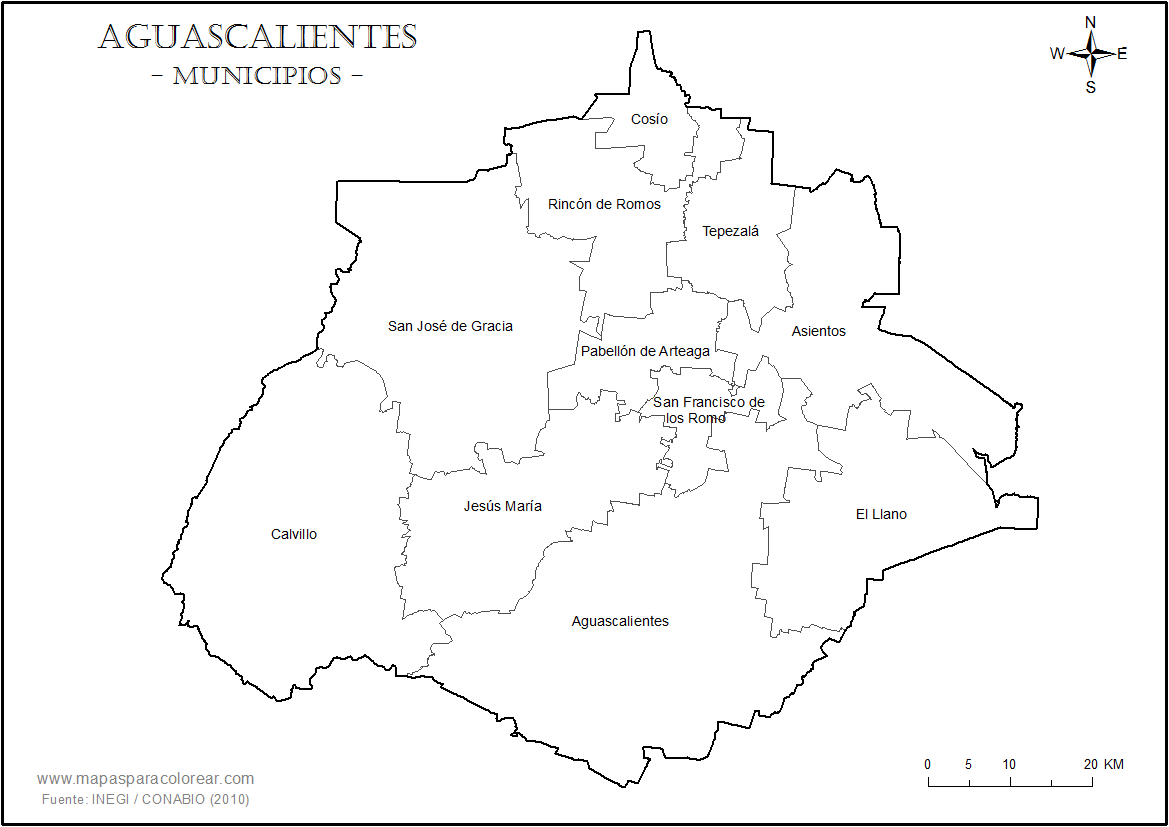 AGUASCALIENTES
- MUNICIPIOS -
N
W E
S
Cosío
Rincón de Romos
Tepezalá
San José de Gracia
Asientos
Pabellón de Arteaga
San Francisco de
los Romo
Jesús María
El Llano
Calvillo
Aguascalientes
0 5 10 20 KM
www.mapasparacolorear.com
Fuente: INEGI / CONABIO (2010)